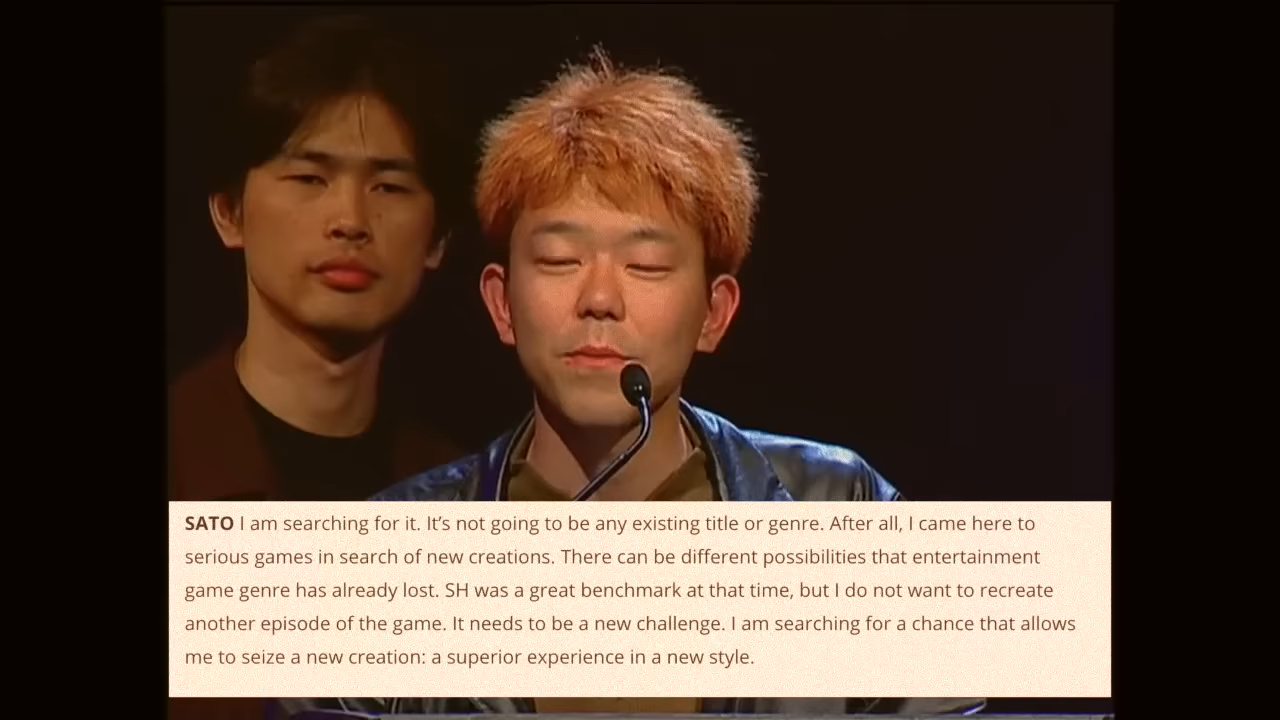 SATO I am searching for it. It’s not going to be any existing title or genre. After all, I came here to
serious games in search of new creations. There can be different possibilities that entertainment
game genre has already lost. SH was a great benchmark at that time, but I do not want to recreate
another episode of the game. It needs to be a new challenge. I am searching for a chance that allows
me to seize a new creation: a superior experience in a new style.